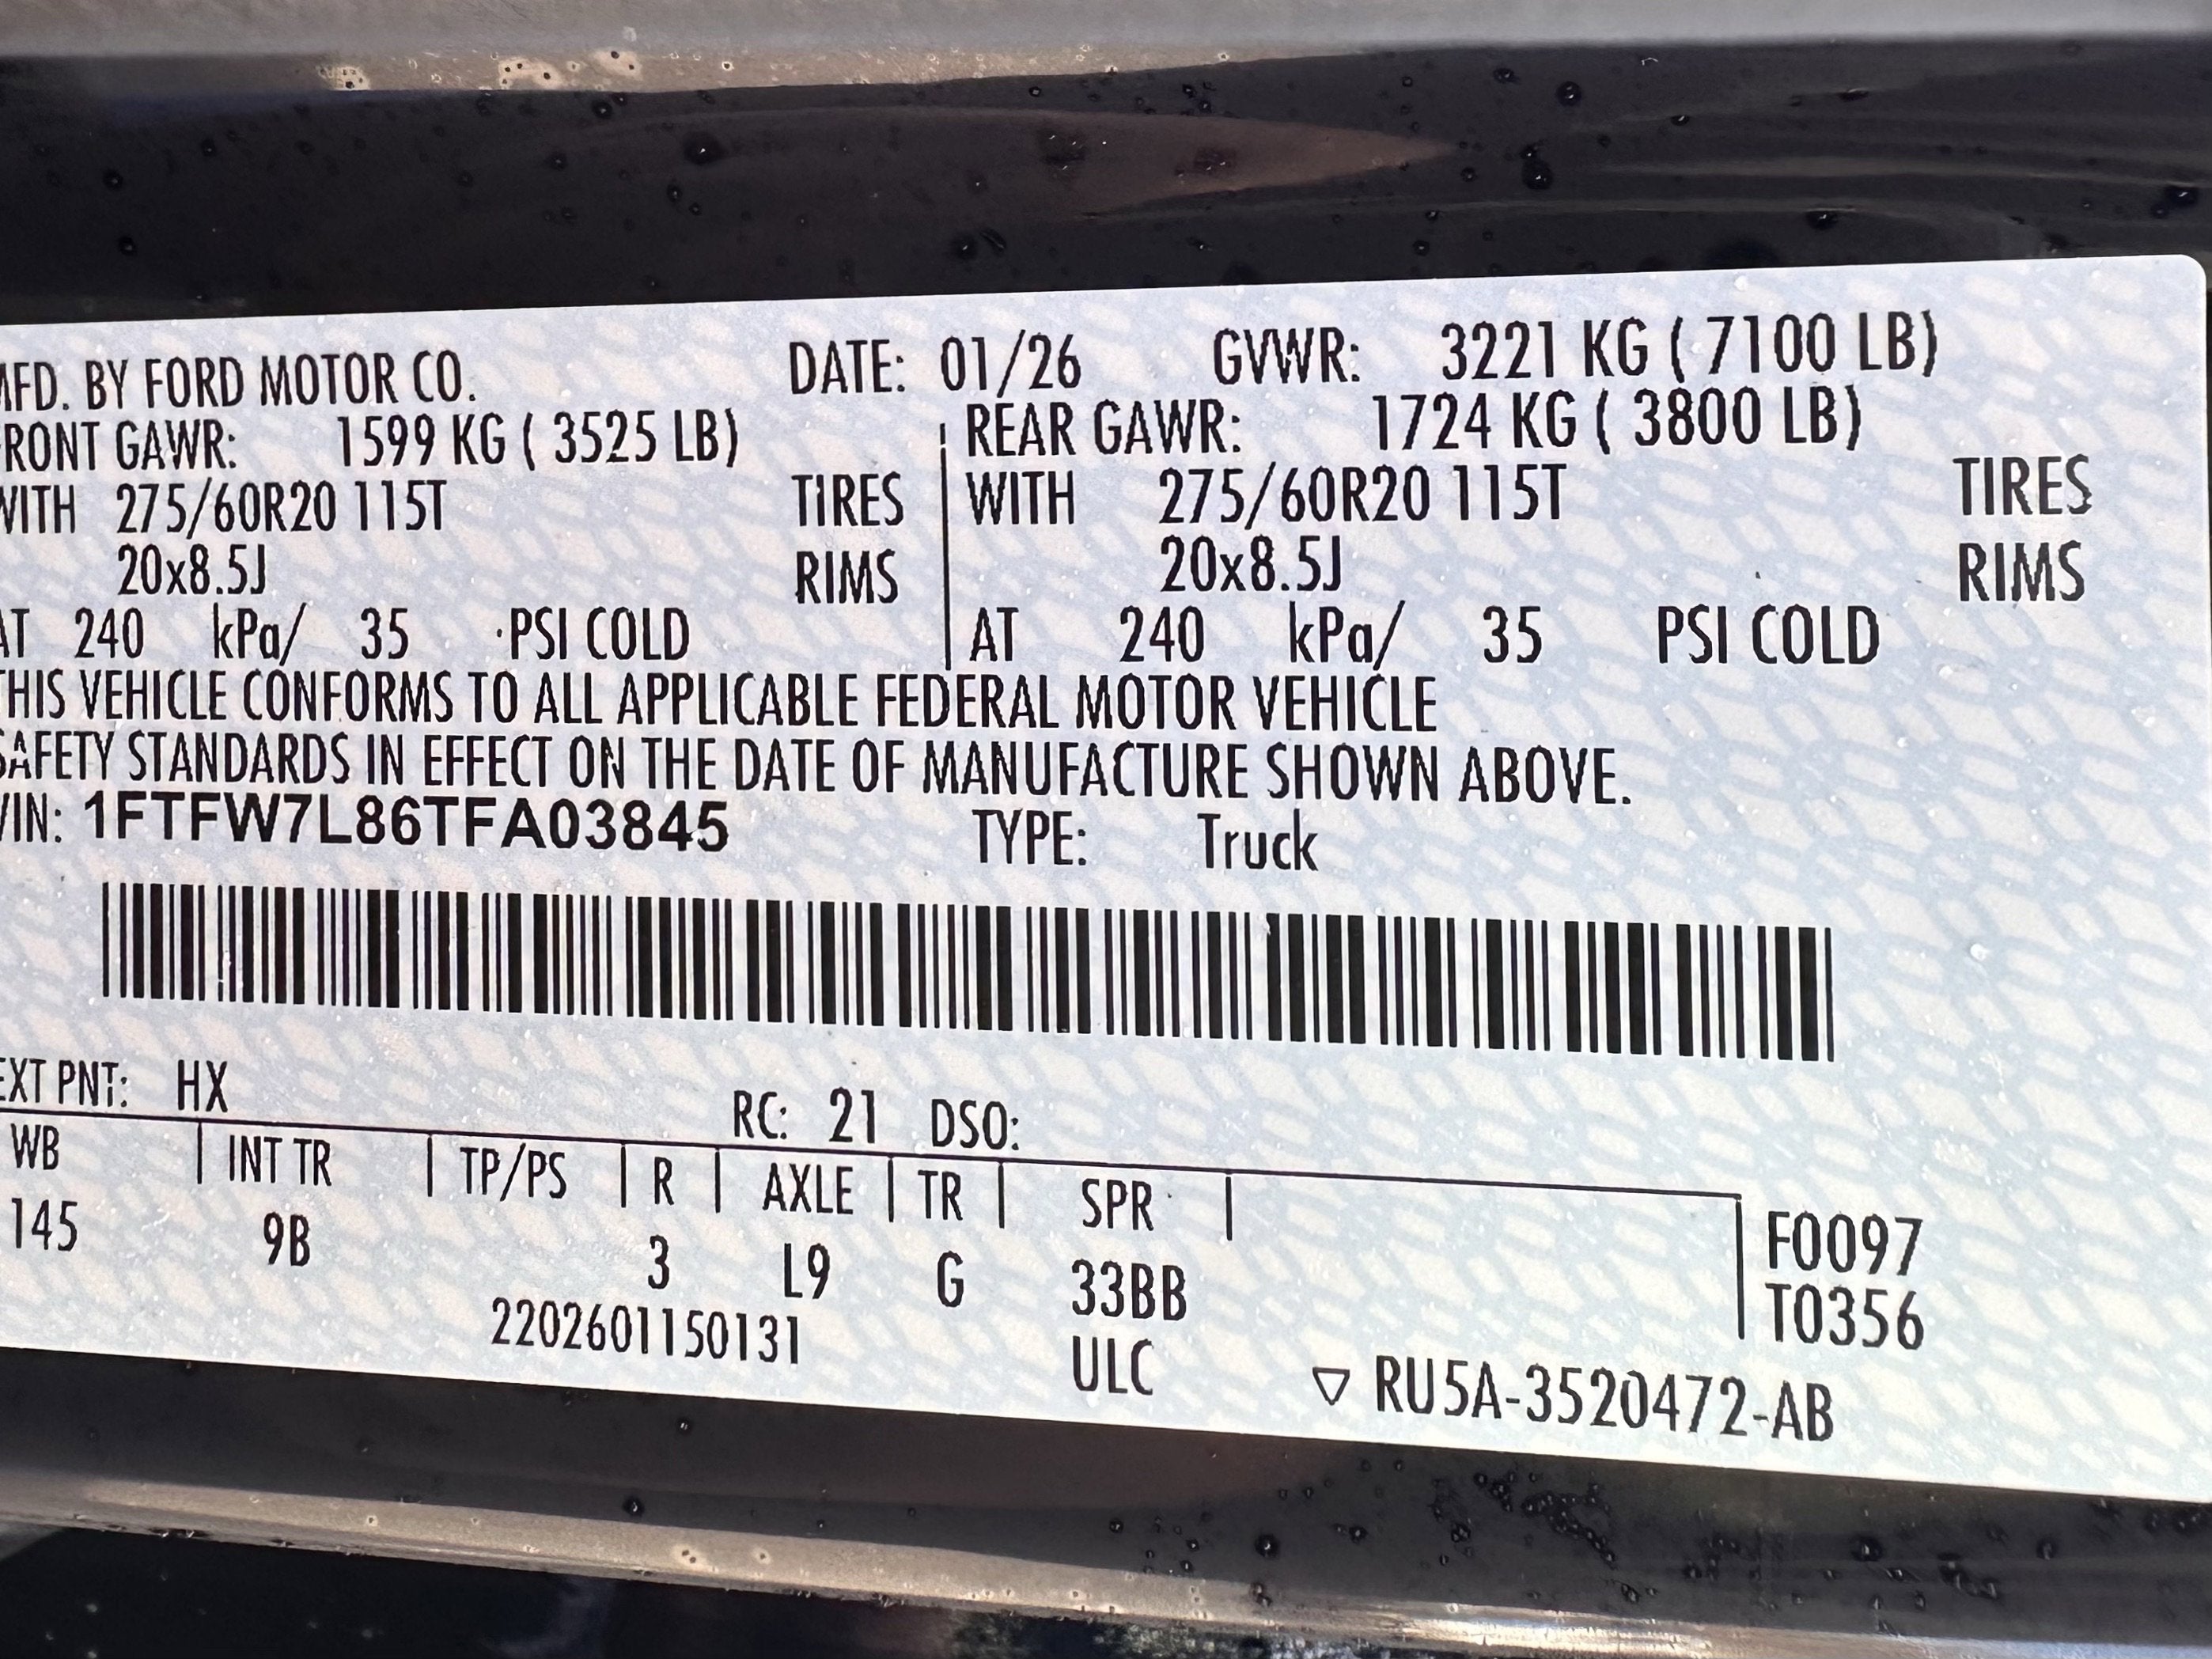 MFD. BY FORD MOTOR CO. DATE: 01/26 GVWR: 3221 KG ( 7100 LB)
FRONT GAWR: 1599 KG ( 3525 LB) REAR GAWR: 1724 KG ( 3800 LB)
WITH 275/60R20 115T TIRES WITH 275/60R20 115T TIRES
20x8.5J RIMS 20x8.5J RIMS
AT 240 kPa/ 35 PSI COLD AT 240 kPa/ 35 PSI COLD
THIS VEHICLE CONFORMS TO ALL APPLICABLE FEDERAL MOTOR VEHICLE
SAFETY STANDARDS IN EFFECT ON THE DATE OF MANUFACTURE SHOWN ABOVE.
VIN: 1FTFW7L86TFA03845 TYPE: Truck
EXT PNT: HX RC: 21 DSO:
WB INT TR TP/PS R AXLE TR SPR
145 9B 3 L9 G 33BB F0097
2202601150131 ULC T0356
▽ RU5A-3520472-AB